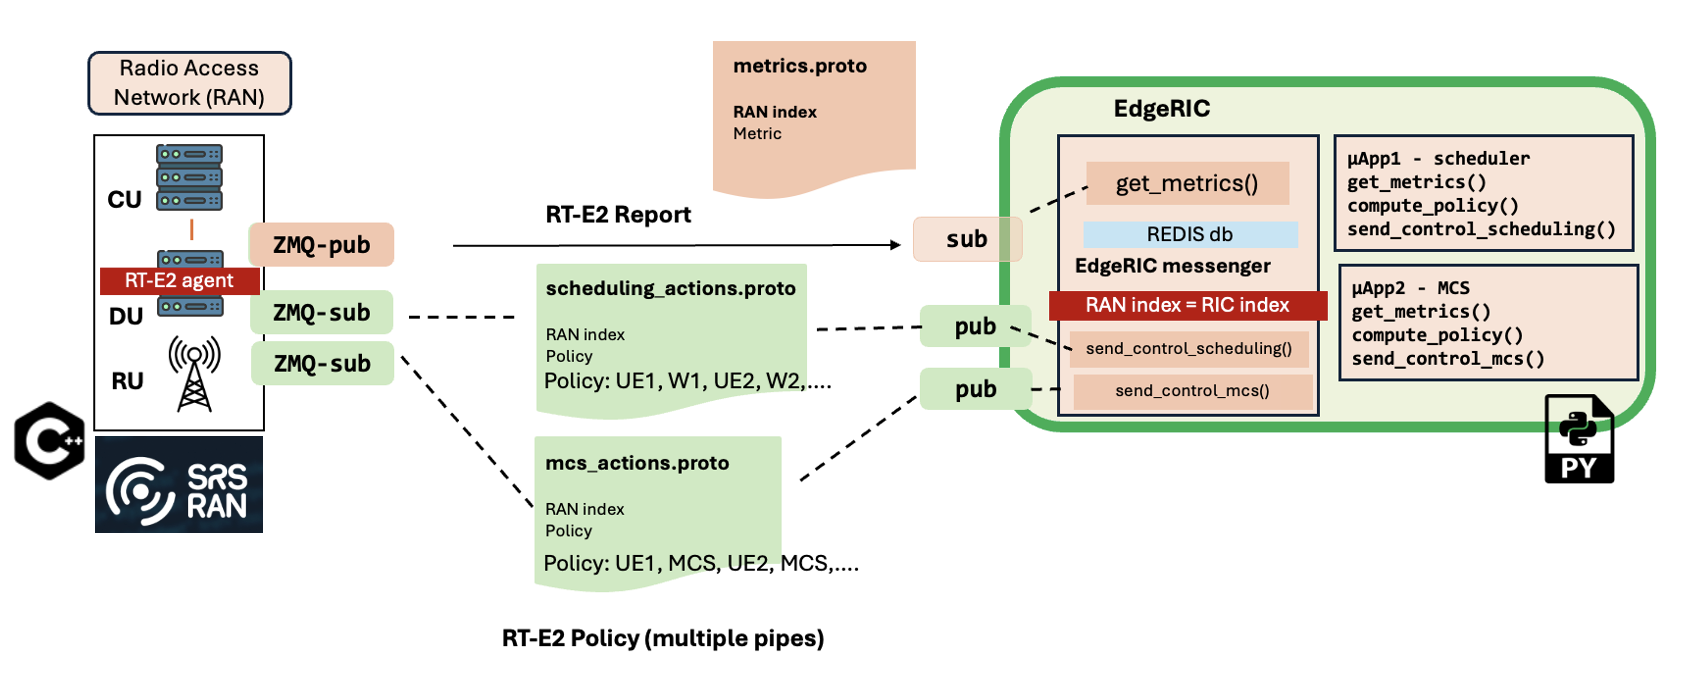 Radio Access
Network (RAN)
CU
RT-E2 agent
DU
RU
C++
SRS
RAN
ZMQ-pub
ZMQ-sub
ZMQ-sub
metrics.proto
RAN index
Metric
RT-E2 Report
scheduling_actions.proto
RAN index
Policy
Policy: UE1, W1, UE2, W2,....
mcs_actions.proto
RAN index
Policy
Policy: UE1, MCS, UE2, MCS,....
RT-E2 Policy (multiple pipes)
sub
pub
pub
EdgeRIC
get_metrics()
REDIS db
EdgeRIC messenger
RAN index = RIC index
send_control_scheduling()
send_control_mcs()
µApp1 - scheduler
get_metrics()
compute_policy()
send_control_scheduling()
µApp2 - MCS
get_metrics()
compute_policy()
send_control_mcs()
PY